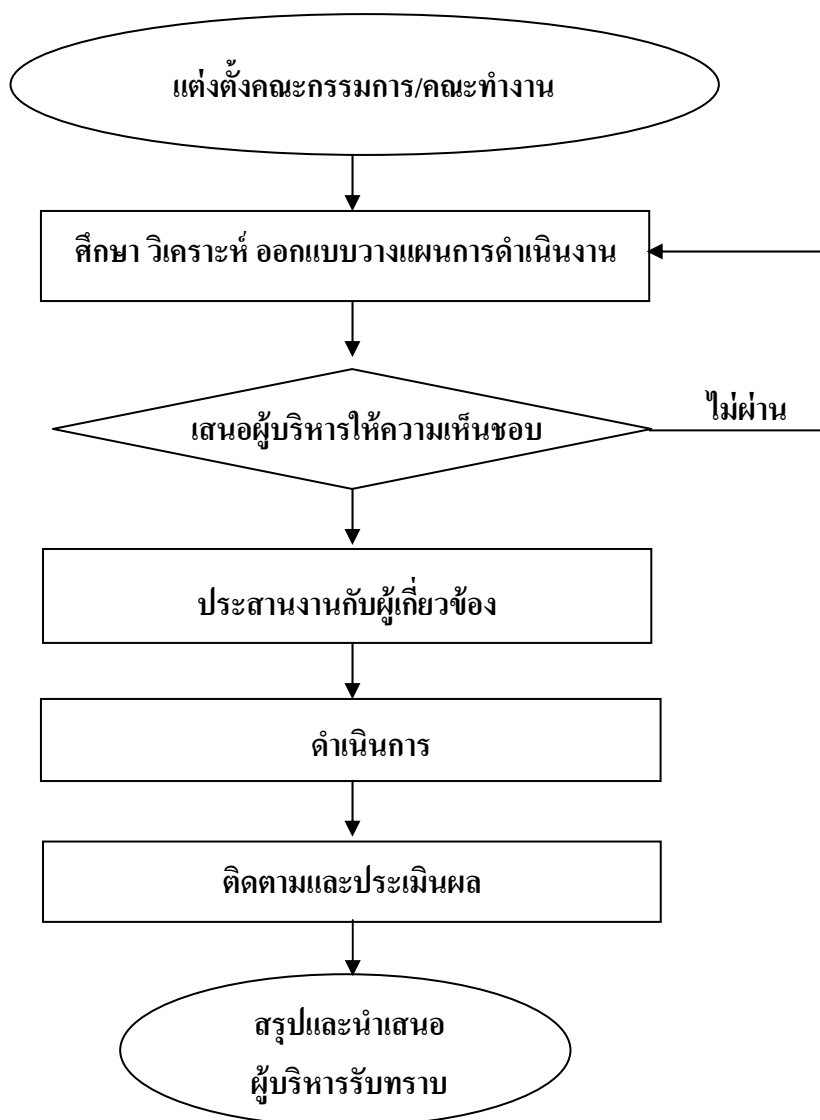 แต่งตั้งคณะกรรมการ/คณะทำงาน
ศึกษา วิเคราะห์ ออกแบบวางแผนการดำเนินงาน
เสนอผู้บริหารให้ความเห็นชอบ
ไม่ผ่าน
ประสานงานกับผู้เกี่ยวข้อง
ดำเนินการ
ติดตามและประเมินผล
สรุปและนำเสนอ
ผู้บริหารรับทราบ